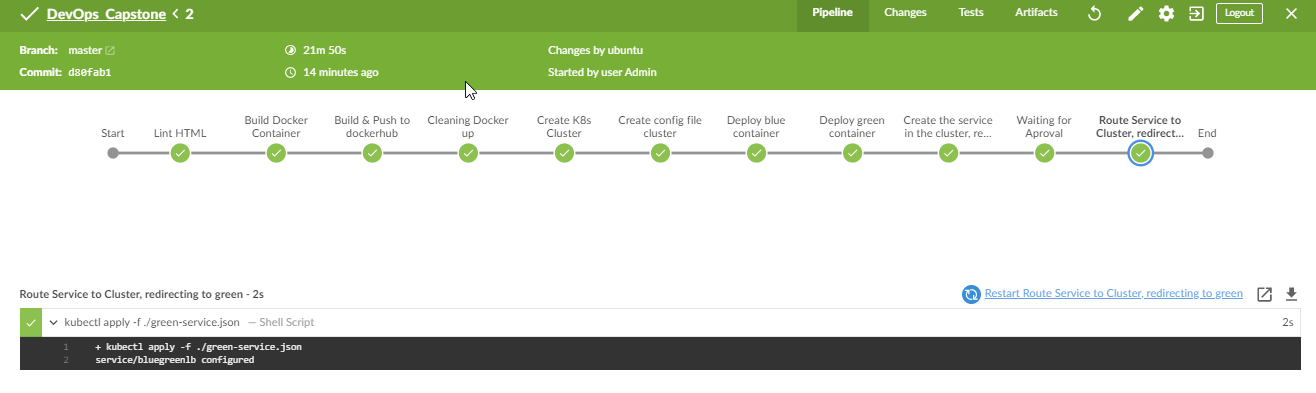 DevOps_Capstone < 2
Pipeline Changes Tests Artifacts Logout
Branch: master
21m 50s
Changes by ubuntu
Commit: d80fab1
14 minutes ago
Started by user Admin
Start
Lint HTML
Build Docker
Container
Build & Push to
dockerhub
Cleaning Docker
up
Create K8s
Cluster
Create config file
cluster
Deploy blue
container
Deploy green
container
Create the service
in the cluster, re...
Waiting for
Aproval
Route Service to
Cluster, redirect...
End
Route Service to Cluster, redirecting to green - 2s
Restart Route Service to Cluster, redirecting to green
kubectl apply -f ./green-service.json — Shell Script
2s
1 + kubectl apply -f ./green-service.json
2 service/bluegreenlb configured